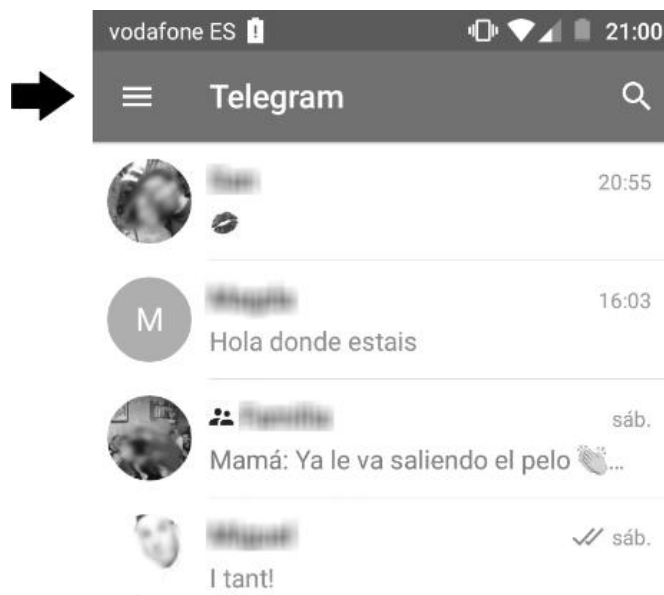 vodafone ES
21:00
Telegram
20:55
M
16:03
Hola donde estais
sáb.
Mamá: Ya le va saliendo el pelo 👏...
sáb.
I tant!